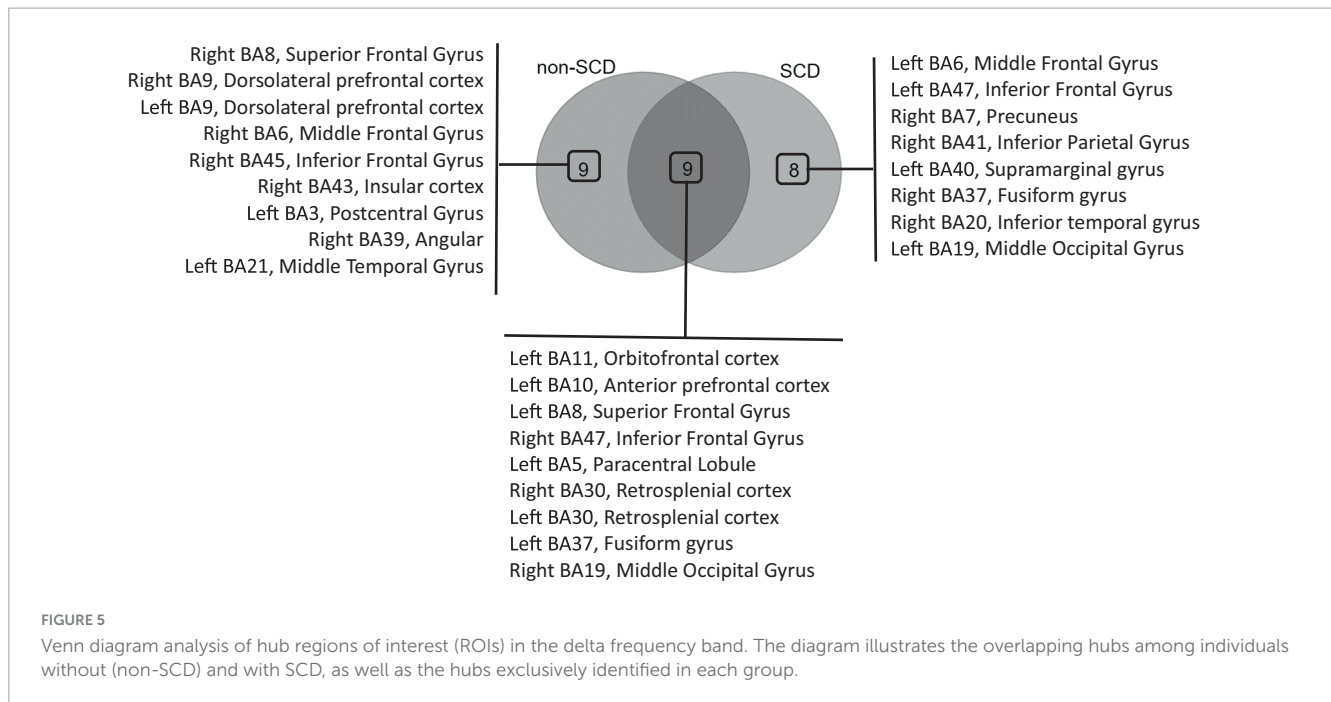 Right BA8, Superior Frontal Gyrus
Right BA9, Dorsolateral prefrontal cortex
Left BA9, Dorsolateral prefrontal cortex
Right BA6, Middle Frontal Gyrus
Right BA45, Inferior Frontal Gyrus
Right BA43, Insular cortex
Left BA3, Postcentral Gyrus
Right BA39, Angular
Left BA21, Middle Temporal Gyrus
non-SCD
SCD
9
9
8
Left BA6, Middle Frontal Gyrus
Left BA47, Inferior Frontal Gyrus
Right BA7, Precuneus
Right BA41, Inferior Parietal Gyrus
Left BA40, Supramarginal gyrus
Right BA37, Fusiform gyrus
Right BA20, Inferior temporal gyrus
Left BA19, Middle Occipital Gyrus
Left BA11, Orbitofrontal cortex
Left BA10, Anterior prefrontal cortex
Left BA8, Superior Frontal Gyrus
Right BA47, Inferior Frontal Gyrus
Left BA5, Paracentral Lobule
Right BA30, Retrosplenial cortex
Left BA30, Retrosplenial cortex
Left BA37, Fusiform gyrus
Right BA19, Middle Occipital Gyrus
FIGURE 5
Venn diagram analysis of hub regions of interest (ROIs) in the delta frequency band. The diagram illustrates the overlapping hubs among individuals
without (non-SCD) and with SCD, as well as the hubs exclusively identified in each group.